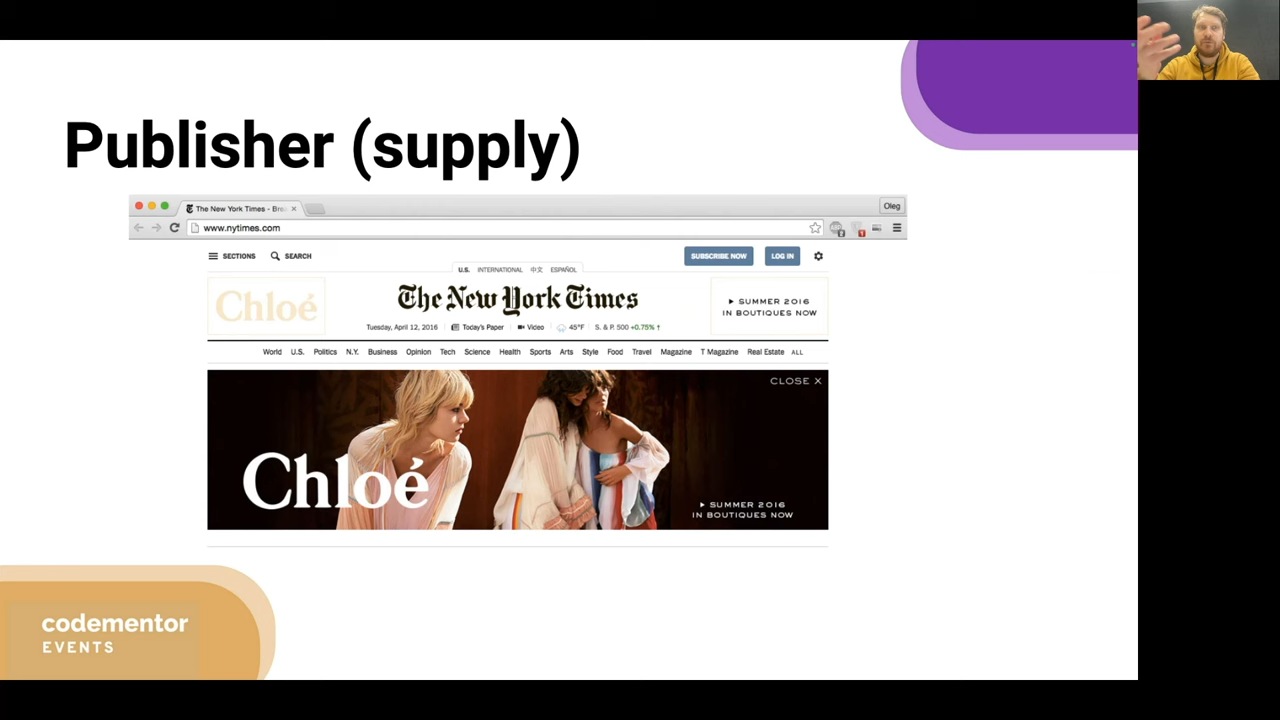 Publisher (supply)
The New York Times - Bre
Oleg
www.nytimes.com
SECTIONS
SEARCH
SUBSCRIBE NOW
LOG IN
U.S. INTERNATIONAL 中文 ESPAÑOL
Chloé
The New York Times
SUMMER 2016
IN BOUTIQUES NOW
Tuesday, April 12, 2016
Today's Paper
Video
45°F
S. & P. 500 +0.75% ↑
World U.S. Politics N.Y. Business Opinion Tech Science Health Sports Arts Style Food Travel Magazine T Magazine Real Estate ALL
CLOSE X
Chloé
SUMMER 2016
IN BOUTIQUES NOW
codementor
EVENTS